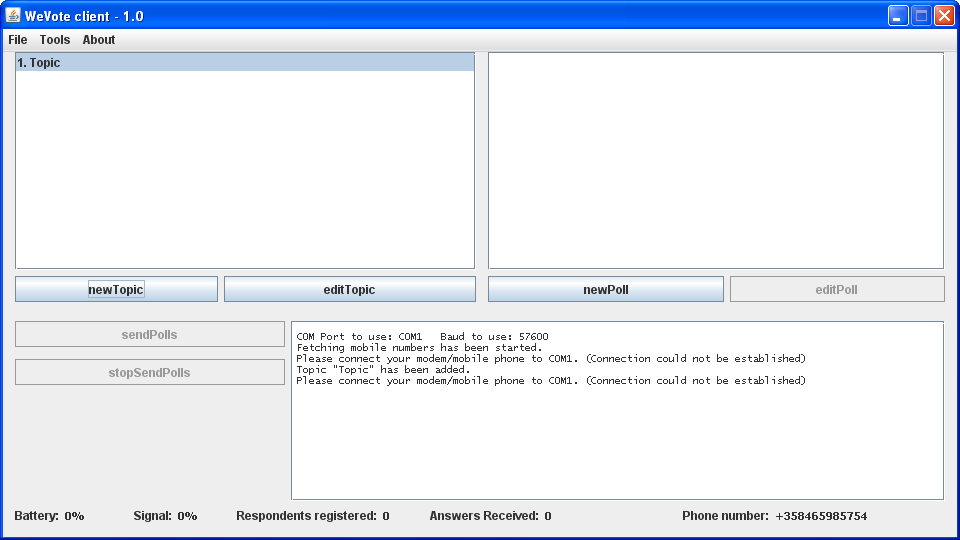 WeVote client - 1.0
File Tools About
1. Topic
newTopic editTopic newPoll editPoll
sendPolls
stopSendPolls
COM Port to use: COM1 Baud to use: 57600
Fetching mobile numbers has been started.
Please connect your modem/mobile phone to COM1. (Connection could not be established)
Topic "Topic" has been added.
Please connect your modem/mobile phone to COM1. (Connection could not be established)
Battery: 0% Signal: 0% Respondents registered: 0 Answers Received: 0 Phone number: +358465985754